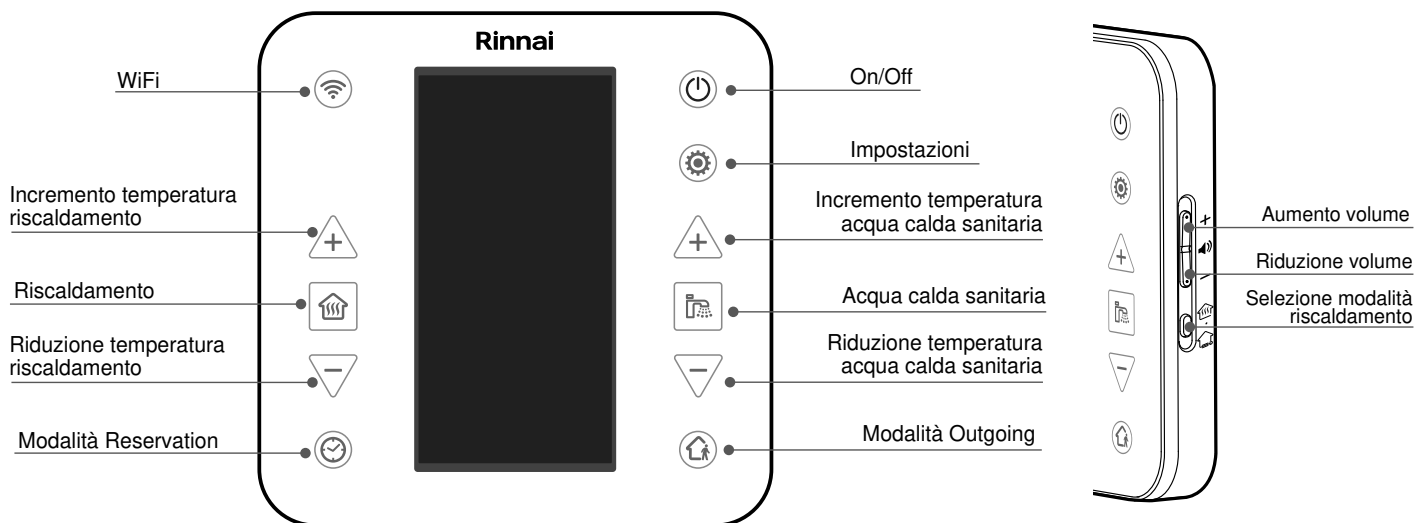 Rinnai
WiFi
On/Off
Impostazioni
Incremento temperatura
riscaldamento
Incremento temperatura
acqua calda sanitaria
Riscaldamento
Acqua calda sanitaria
Riduzione temperatura
riscaldamento
Riduzione temperatura
acqua calda sanitaria
Modalità Reservation
Modalità Outgoing
Aumento volume
Riduzione volume
Selezione modalità
riscaldamento